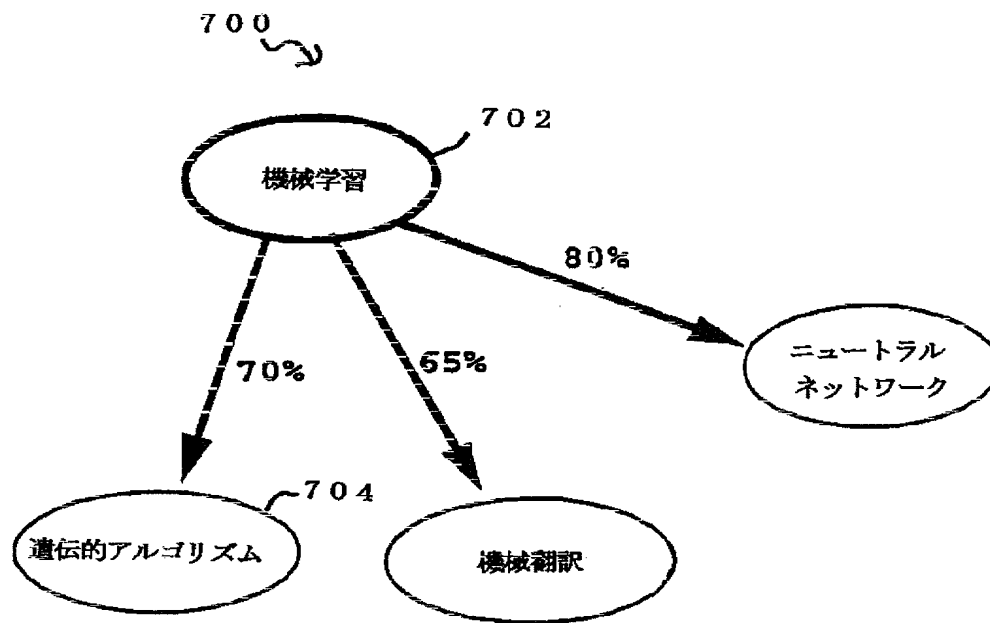 ７００
７０２
機械学習
80%
ニュートラル
ネットワーク
70%
65%
７０４
遺伝的アルゴリズム
機械翻訳